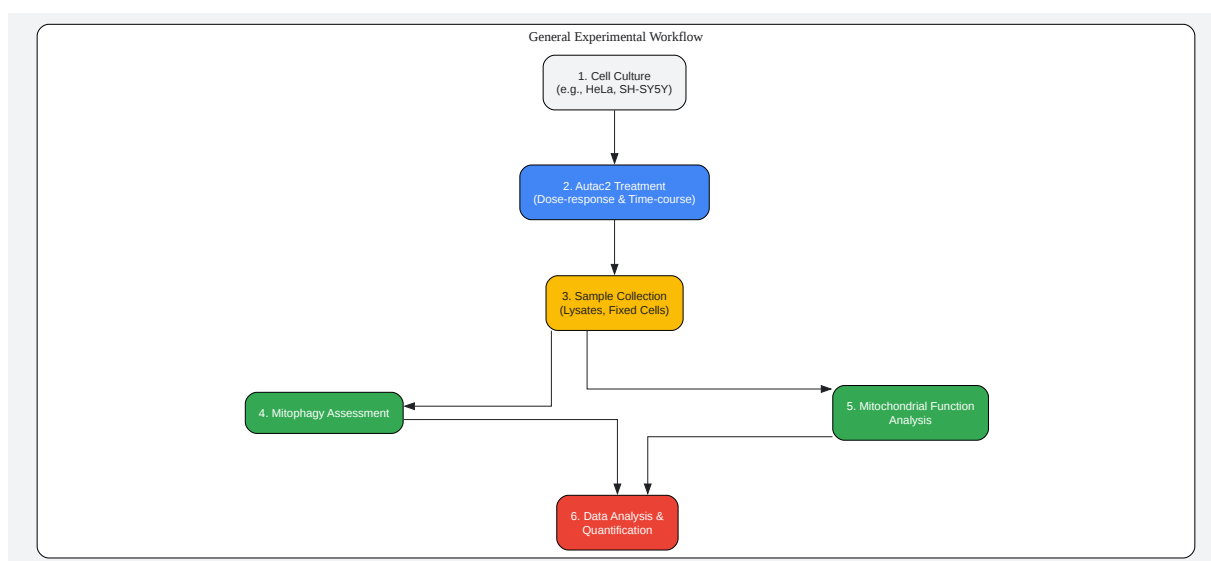 General Experimental Workflow
1. Cell Culture
(e.g., HeLa, SH-SY5Y)
2. Autac2 Treatment
(Dose-response & Time-course)
3. Sample Collection
(Lysates, Fixed Cells)
4. Mitophagy Assessment
5. Mitochondrial Function
Analysis
6. Data Analysis &
Quantification